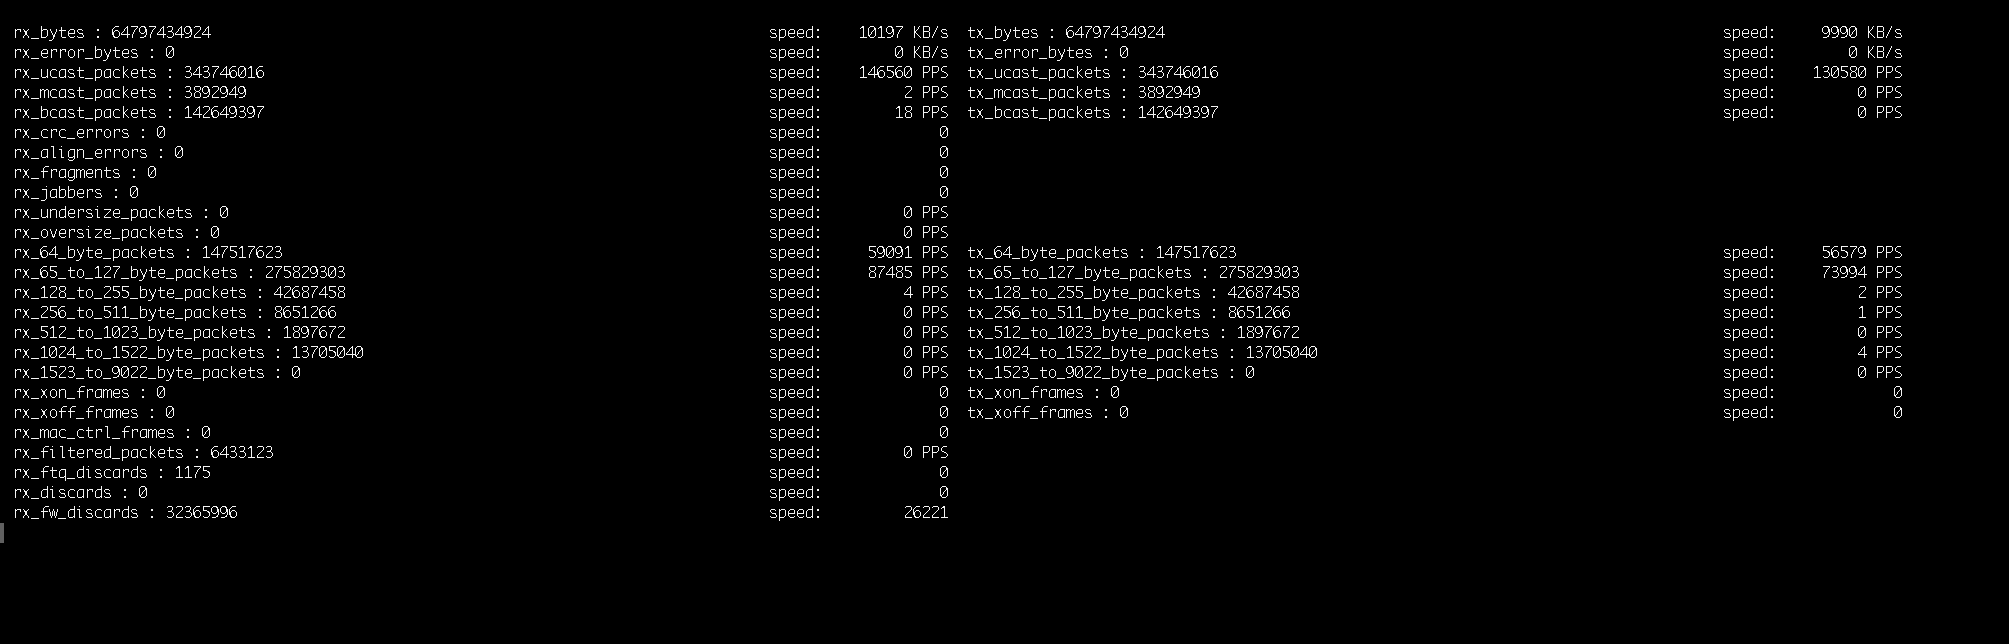 rx_bytes : 64797434924 speed: 10197 KB/s tx_bytes : 64797434924 speed: 9990 KB/s
rx_error_bytes : 0 speed: 0 KB/s tx_error_bytes : 0 speed: 0 KB/s
rx_ucast_packets : 343746016 speed: 146560 PPS tx_ucast_packets : 343746016 speed: 130580 PPS
rx_mcast_packets : 3892949 speed: 2 PPS tx_mcast_packets : 3892949 speed: 0 PPS
rx_bcast_packets : 142649397 speed: 18 PPS tx_bcast_packets : 142649397 speed: 0 PPS
rx_crc_errors : 0 speed: 0
rx_align_errors : 0 speed: 0
rx_fragments : 0 speed: 0
rx_jabbers : 0 speed: 0
rx_undersize_packets : 0 speed: 0 PPS
rx_oversize_packets : 0 speed: 0 PPS
rx_64_byte_packets : 147517623 speed: 59091 PPS tx_64_byte_packets : 147517623 speed: 56579 PPS
rx_65_to_127_byte_packets : 275829303 speed: 87485 PPS tx_65_to_127_byte_packets : 275829303 speed: 73994 PPS
rx_128_to_255_byte_packets : 42687458 speed: 4 PPS tx_128_to_255_byte_packets : 42687458 speed: 2 PPS
rx_256_to_511_byte_packets : 8651266 speed: 0 PPS tx_256_to_511_byte_packets : 8651266 speed: 1 PPS
rx_512_to_1023_byte_packets : 1897672 speed: 0 PPS tx_512_to_1023_byte_packets : 1897672 speed: 0 PPS
rx_1024_to_1522_byte_packets : 13705040 speed: 0 PPS tx_1024_to_1522_byte_packets : 13705040 speed: 4 PPS
rx_1523_to_9022_byte_packets : 0 speed: 0 PPS tx_1523_to_9022_byte_packets : 0 speed: 0 PPS
rx_xon_frames : 0 speed: 0 tx_xon_frames : 0 speed: 0
rx_xoff_frames : 0 speed: 0 tx_xoff_frames : 0 speed: 0
rx_mac_ctrl_frames : 0 speed: 0
rx_filtered_packets : 6433123 speed: 0 PPS
rx_ftq_discards : 1175 speed: 0
rx_discards : 0 speed: 0
rx_fw_discards : 32365996 speed: 26221